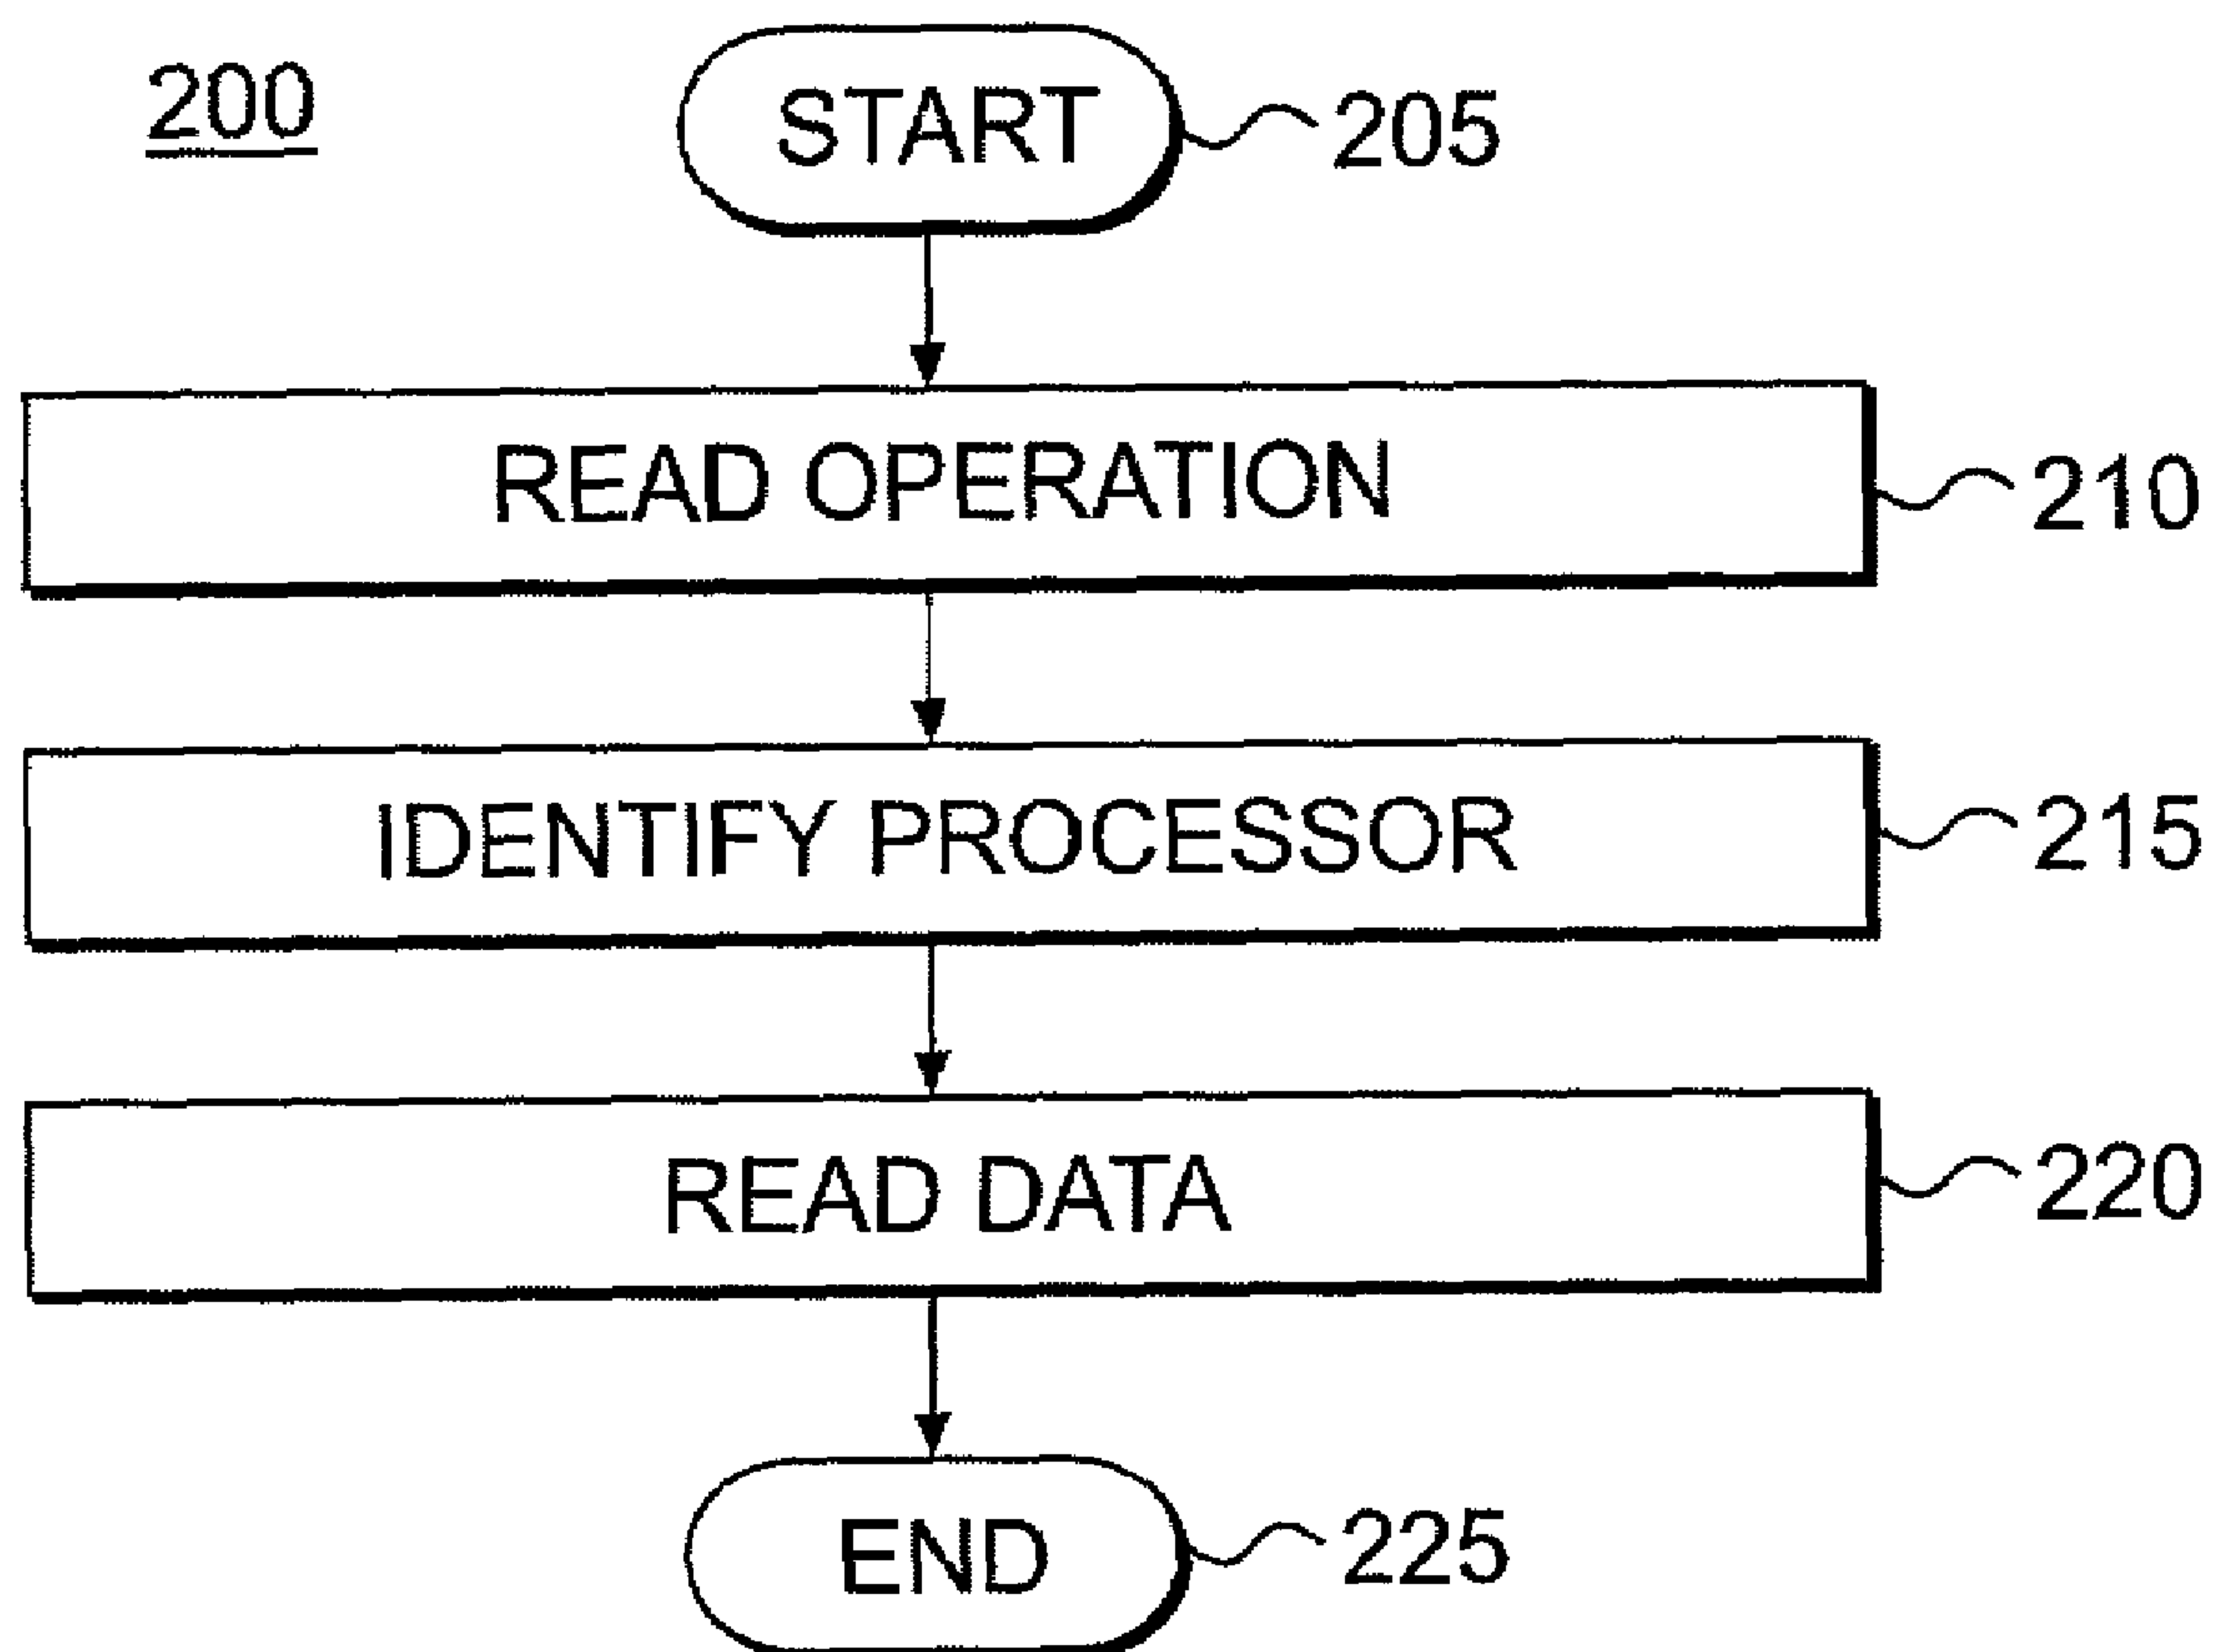 200
START 205
READ OPERATION 210
IDENTIFY PROCESSOR 215
READ DATA 220
END 225